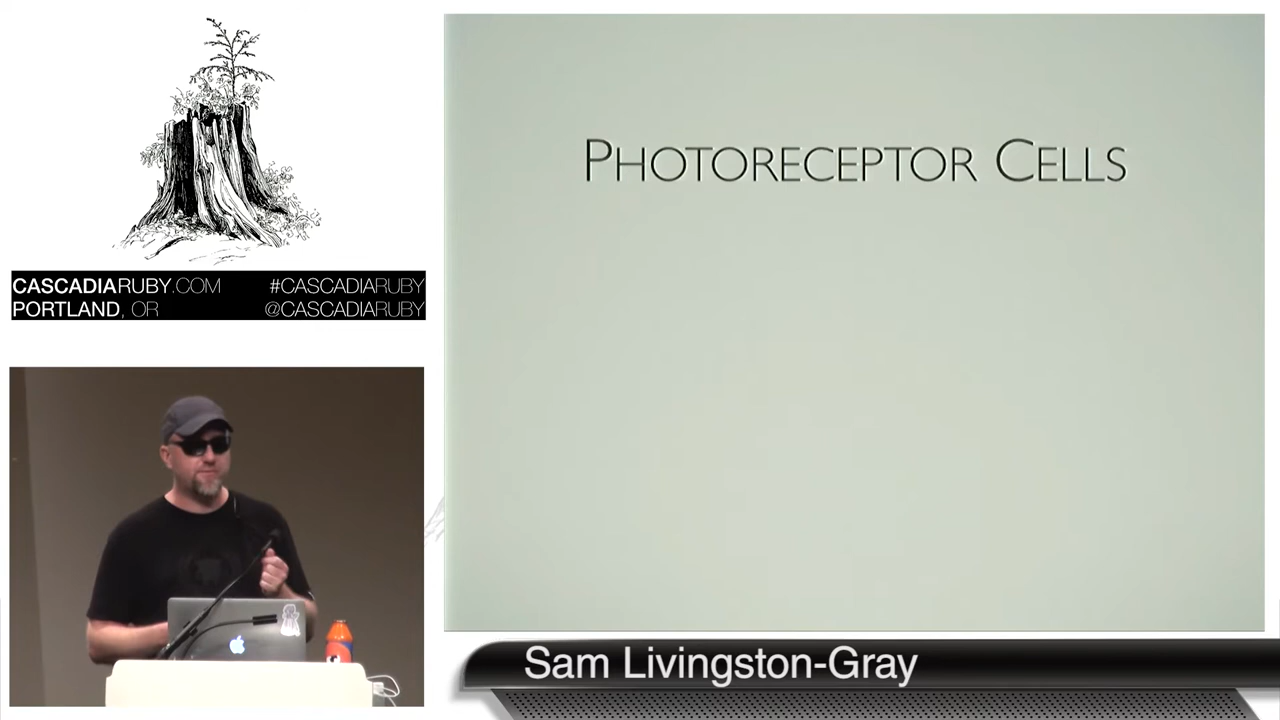 PHOTORECEPTOR CELLS
CASCADIARUBY.COM #CASCADIARUBY
PORTLAND, OR @CASCADIARUBY
Sam Livingston-Gray